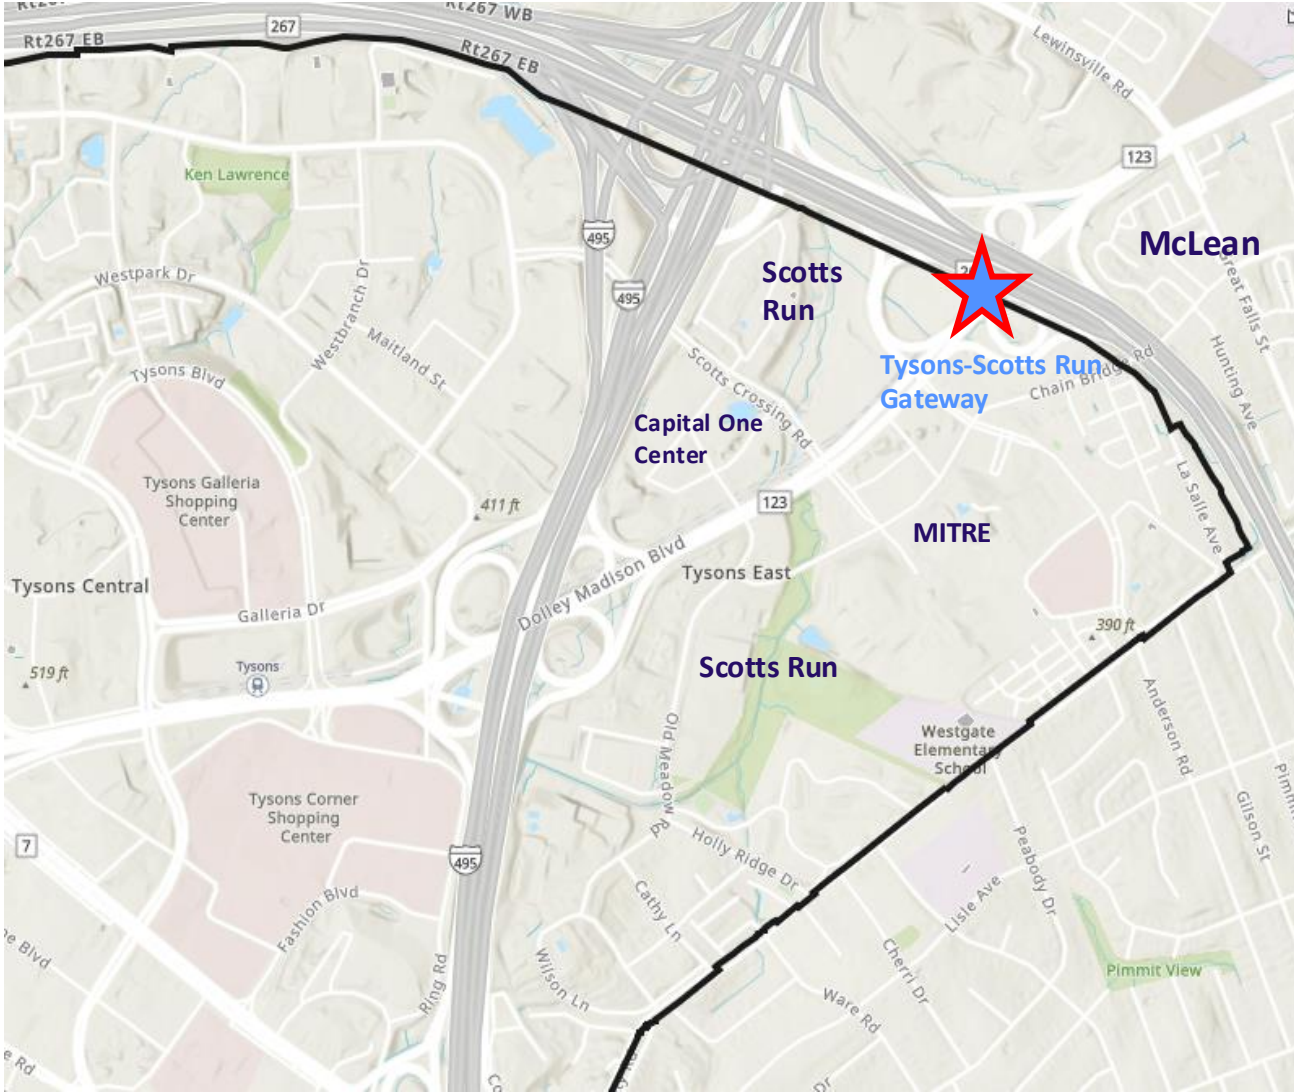 Rt267 WB
Rt267 EB
267
Rt267 EB
Lewinsville Rd
123
Ken Lawrence
495
McLean
Great Falls St
Westpark Dr
495
Scotts
Run
Westbranch Dr
Maitland St
Hunting Ave
Tysons Blvd
Scotts Crossing Rd
Tysons-Scotts Run
Gateway
Chain Bridge Rd
Capital One
Center
Tysons Galleria
Shopping
Center
411 ft
123
La Salle Ave
MITRE
Tysons Central
Dolley Madison Blvd
Tysons East
Galleria Dr
390 ft
519 ft
Tysons
Scotts Run
Old Meadow Rd
Anderson Rd
Westgate
Elementary
School
Tysons Corner
Shopping
Center
7
495
Holly Ridge Dr
Peabody Dr
Gilson St
Fashion Blvd
Cathy Ln
Lisle Ave
Cherri Dr
Pimmit View
Ring Rd
Wilson Ln
Ware Rd
Dr